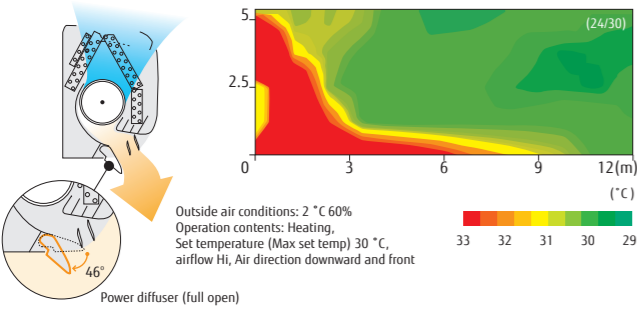 5
(24/30)
2.5
0 3 6 9 12(m)
(˚C)
33 32 31 30 29
Outside air conditions: 2 ˚C 60%
Operation contents: Heating,
Set temperature (Max set temp) 30 ˚C,
airflow Hi, Air direction downward and front
46°
Power diffuser (full open)